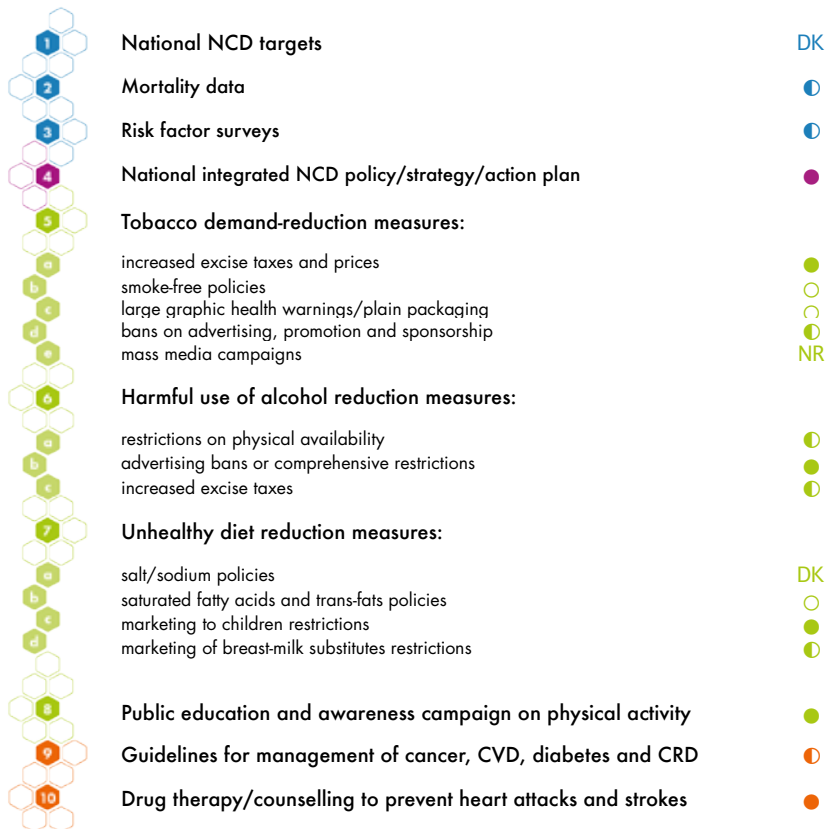 1 National NCD targets DK
2 Mortality data ◐
3 Risk factor surveys ◐
4 National integrated NCD policy/strategy/action plan ●
5 Tobacco demand-reduction measures:
a increased excise taxes and prices ●
b smoke-free policies ○
c large graphic health warnings/plain packaging ○
d bans on advertising, promotion and sponsorship ◐
e mass media campaigns NR
6 Harmful use of alcohol reduction measures:
a restrictions on physical availability ◐
b advertising bans or comprehensive restrictions ●
c increased excise taxes ◐
7 Unhealthy diet reduction measures:
a salt/sodium policies DK
b saturated fatty acids and trans-fats policies ○
c marketing to children restrictions ●
d marketing of breast-milk substitutes restrictions ◐
8 Public education and awareness campaign on physical activity ●
9 Guidelines for management of cancer, CVD, diabetes and CRD ◐
10 Drug therapy/counselling to prevent heart attacks and strokes ●